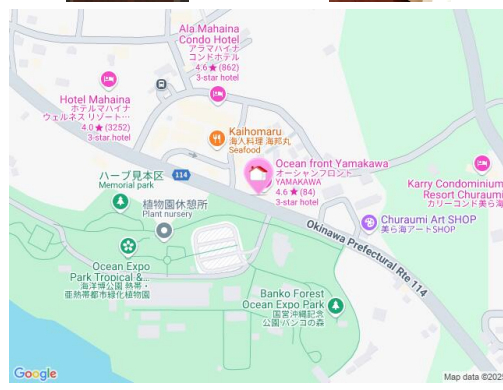 Ala Mahaina
Condo Hotel
アラマハイナ
コンドホテル
4.6★(862)
3-star hotel
Hotel Mahaina
ホテルマハイナ
ウェルネス リゾート…
4.0★(3252)
3-star hotel
Kaihomaru
海人料理 海邦丸
Seafood
Ocean front Yamakawa
オーシャンフロント
YAMAKAWA
4.6★(84)
3-star hotel
114
ハーブ見本区
Memorial park
植物園休憩所
Plant nursery
Karry Condominium
Resort Churaumi
カリーコンド美ら海
Churaumi Art SHOP
美ら海アートSHOP
Okinawa Prefectural Rte 114
Ocean Expo
Park Tropical &...
海洋博公園 熱帯・
亜熱帯都市緑化植物園
Banko Forest
Ocean Expo Park
国営沖縄記念
公園 バンコの森
Google
Map data ©202